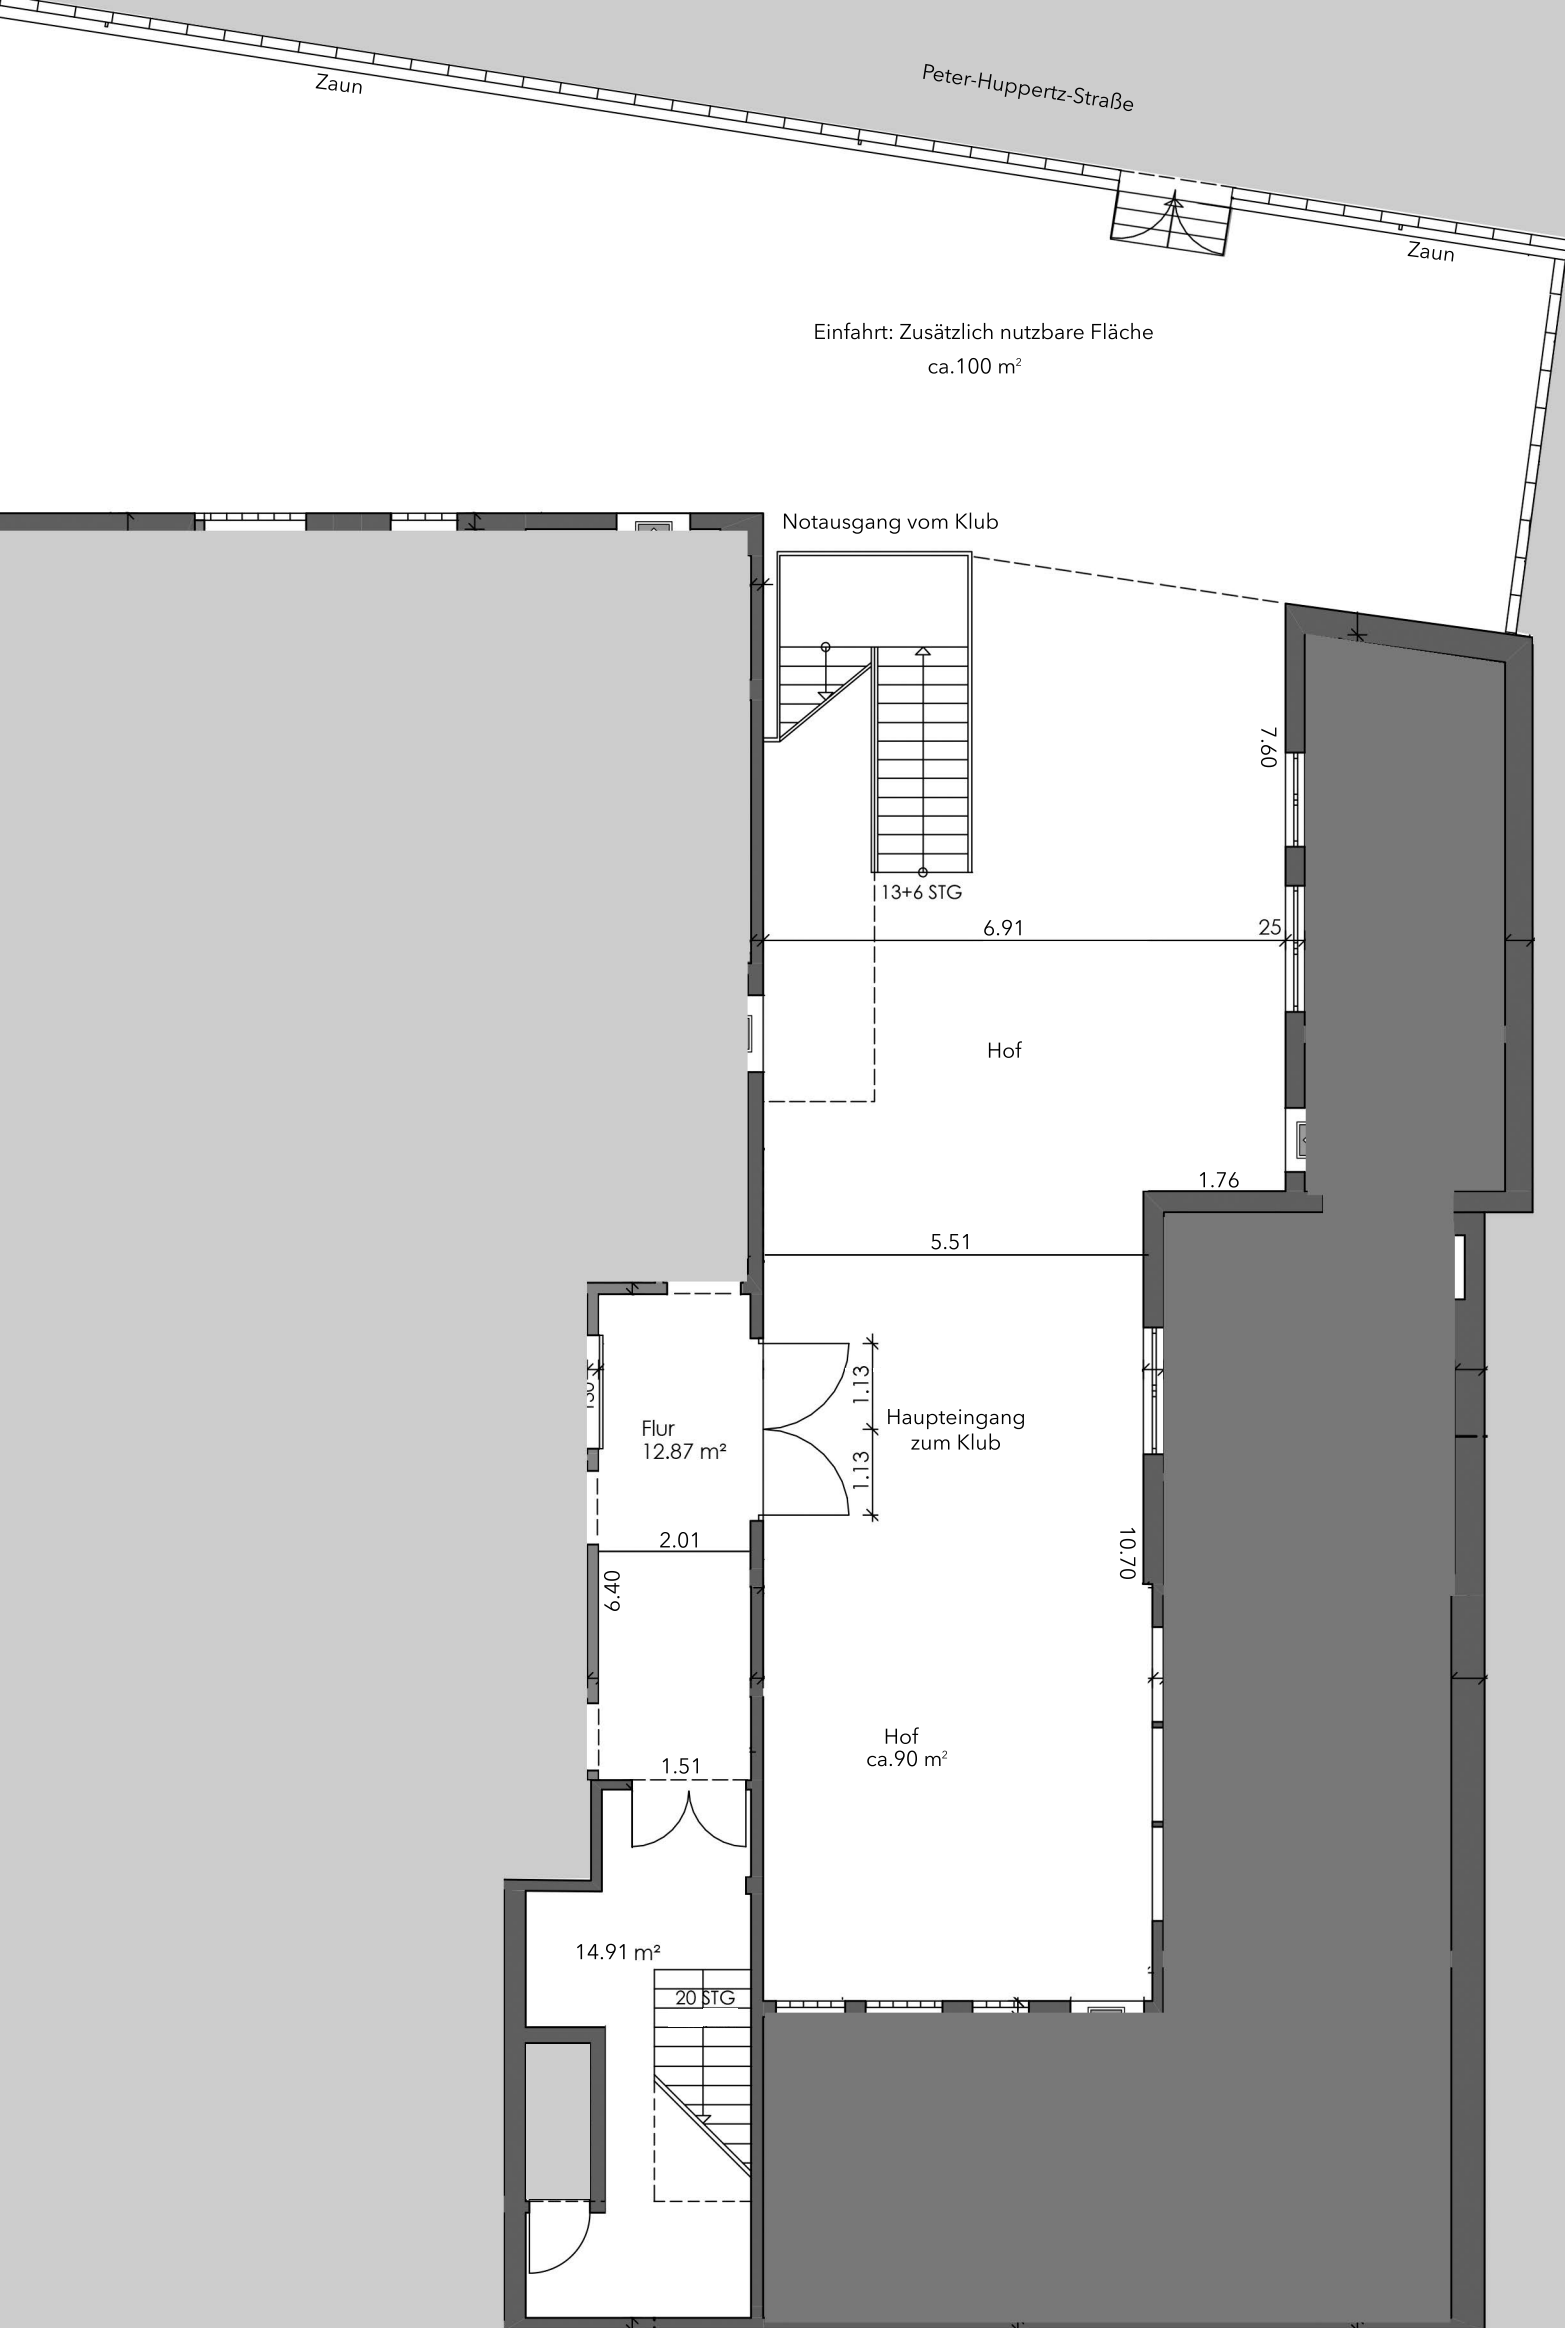 Peter-Huppertz-Straße
Zaun
Zaun
Einfahrt: Zusätzlich nutzbare Fläche
ca.100 m²
Notausgang vom Klub
7.60
13+6 STG
6.91
25
Hof
1.76
5.51
1.13
Haupteingang
zum Klub
1.13
Flur
12.87 m²
2.01
10.70
6.40
Hof
ca.90 m²
1.51
14.91 m²
20 STG